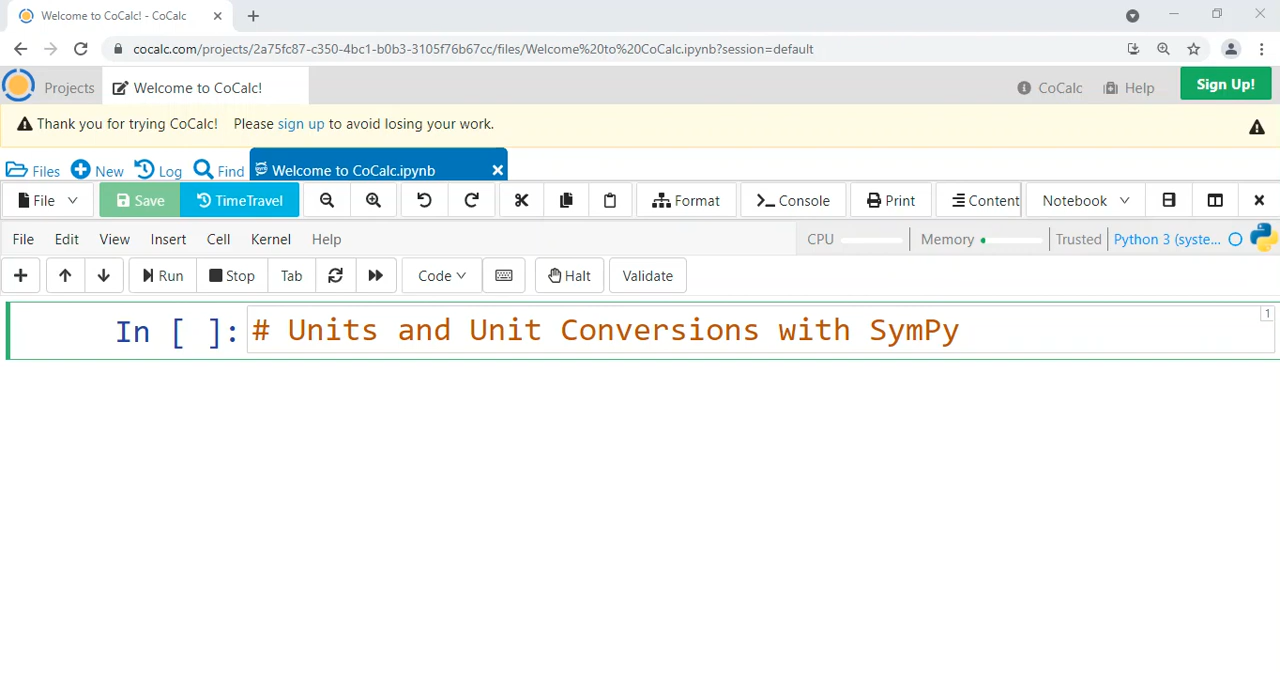 Welcome to CoCalc! - CoCalc
cocalc.com/projects/2a75fc87-c350-4bc1-b0b3-3105f76b67cc/files/Welcome%20to%20CoCalc.ipynb?session=default
Projects Welcome to CoCalc! CoCalc Help Sign Up!
Thank you for trying CoCalc! Please sign up to avoid losing your work.
Files New Log Find Welcome to CoCalc.ipynb
File Save TimeTravel Format >_ Console Print Content Notebook
File Edit View Insert Cell Kernel Help CPU Memory Trusted Python 3 (syste...
Run Stop Tab Code Halt Validate
In [ ]: # Units and Unit Conversions with SymPy 1